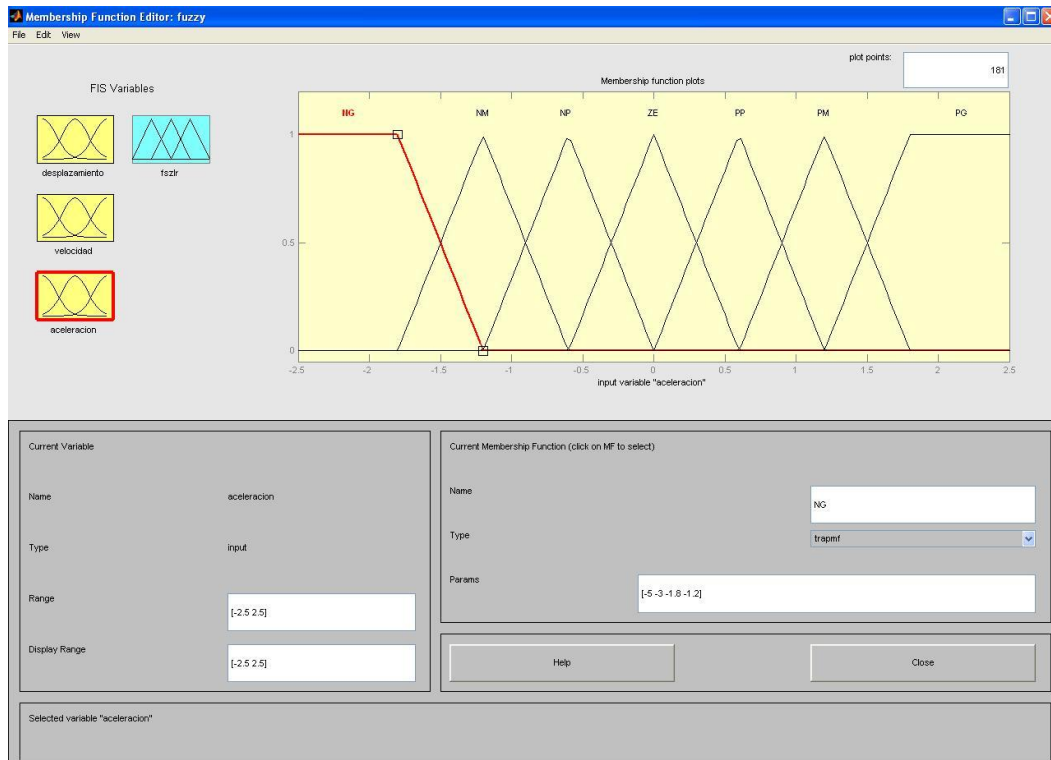 Membership Function Editor: fuzzy
File Edit View
plot points:
181
FIS Variables
desplazamiento
fszlr
velocidad
aceleracion
Membership function plots
NG NM NP ZE PP PM PG
1
0.5
0
-2.5 -2 -1.5 -1 -0.5 0 0.5 1 1.5 2 2.5
input variable "aceleracion"
Current Variable
Name aceleracion
Type input
Range [-2.5 2.5]
Display Range [-2.5 2.5]
Current Membership Function (click on MF to select)
Name NG
Type trapmf
Params [-5 -3 -1.8 -1.2]
Help Close
Selected variable "aceleracion"